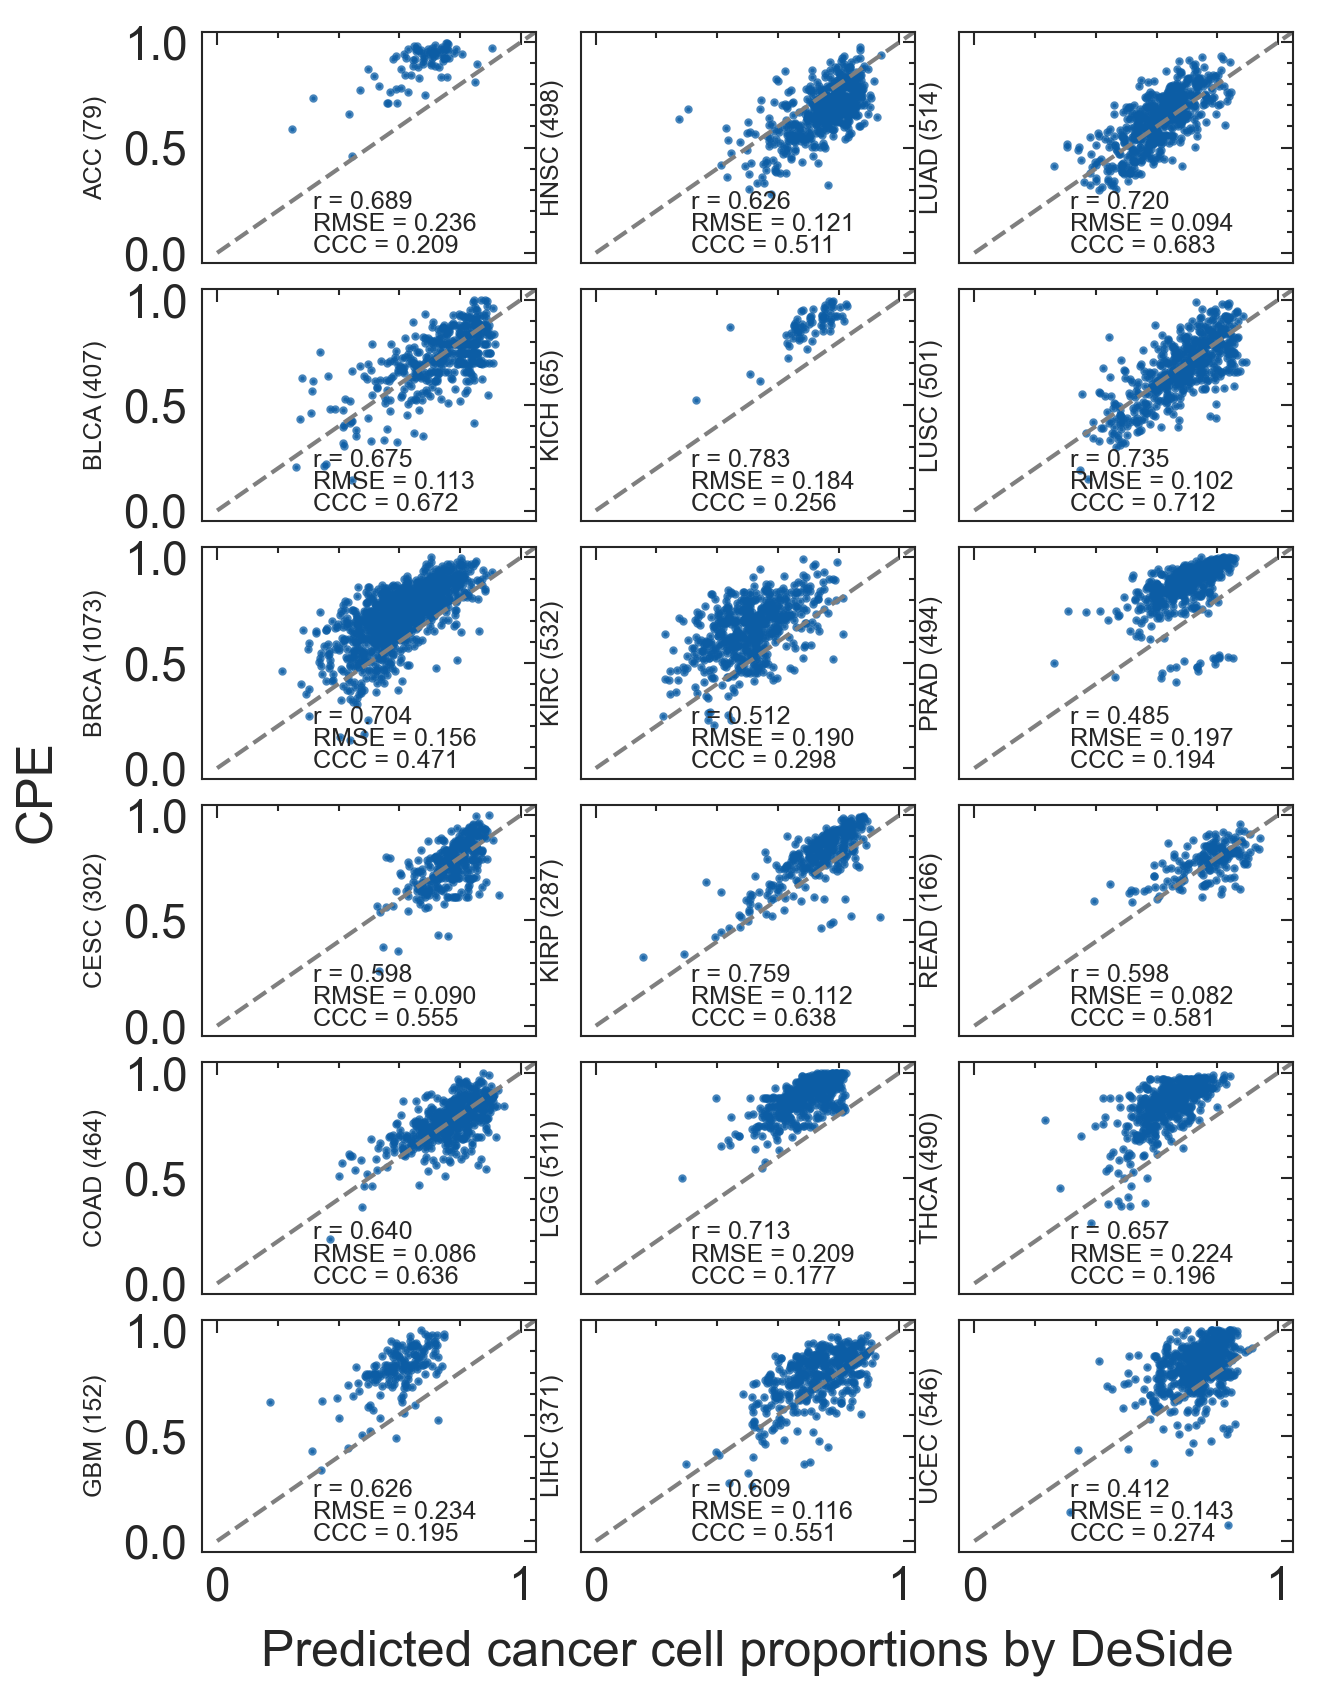 CPE
ACC (79)
1.0
0.5
0.0
r = 0.689
RMSE = 0.236
CCC = 0.209
HNSC (498)
r = 0.626
RMSE = 0.121
CCC = 0.511
LUAD (514)
r = 0.720
RMSE = 0.094
CCC = 0.683
BLCA (407)
1.0
0.5
0.0
r = 0.675
RMSE = 0.113
CCC = 0.672
KICH (65)
r = 0.783
RMSE = 0.184
CCC = 0.256
LUSC (501)
r = 0.735
RMSE = 0.102
CCC = 0.712
BRCA (1073)
1.0
0.5
0.0
r = 0.704
RMSE = 0.156
CCC = 0.471
KIRC (532)
r = 0.512
RMSE = 0.190
CCC = 0.298
PRAD (494)
r = 0.485
RMSE = 0.197
CCC = 0.194
CESC (302)
1.0
0.5
0.0
r = 0.598
RMSE = 0.090
CCC = 0.555
KIRP (287)
r = 0.759
RMSE = 0.112
CCC = 0.638
READ (166)
r = 0.598
RMSE = 0.082
CCC = 0.581
COAD (464)
1.0
0.5
0.0
r = 0.640
RMSE = 0.086
CCC = 0.636
LGG (511)
r = 0.713
RMSE = 0.209
CCC = 0.177
THCA (490)
r = 0.657
RMSE = 0.224
CCC = 0.196
GBM (152)
1.0
0.5
0.0
r = 0.626
RMSE = 0.234
CCC = 0.195
LIHC (371)
r = 0.609
RMSE = 0.116
CCC = 0.551
UCEC (546)
r = 0.412
RMSE = 0.143
CCC = 0.274
0 1 0 1 0 1
Predicted cancer cell proportions by DeSide